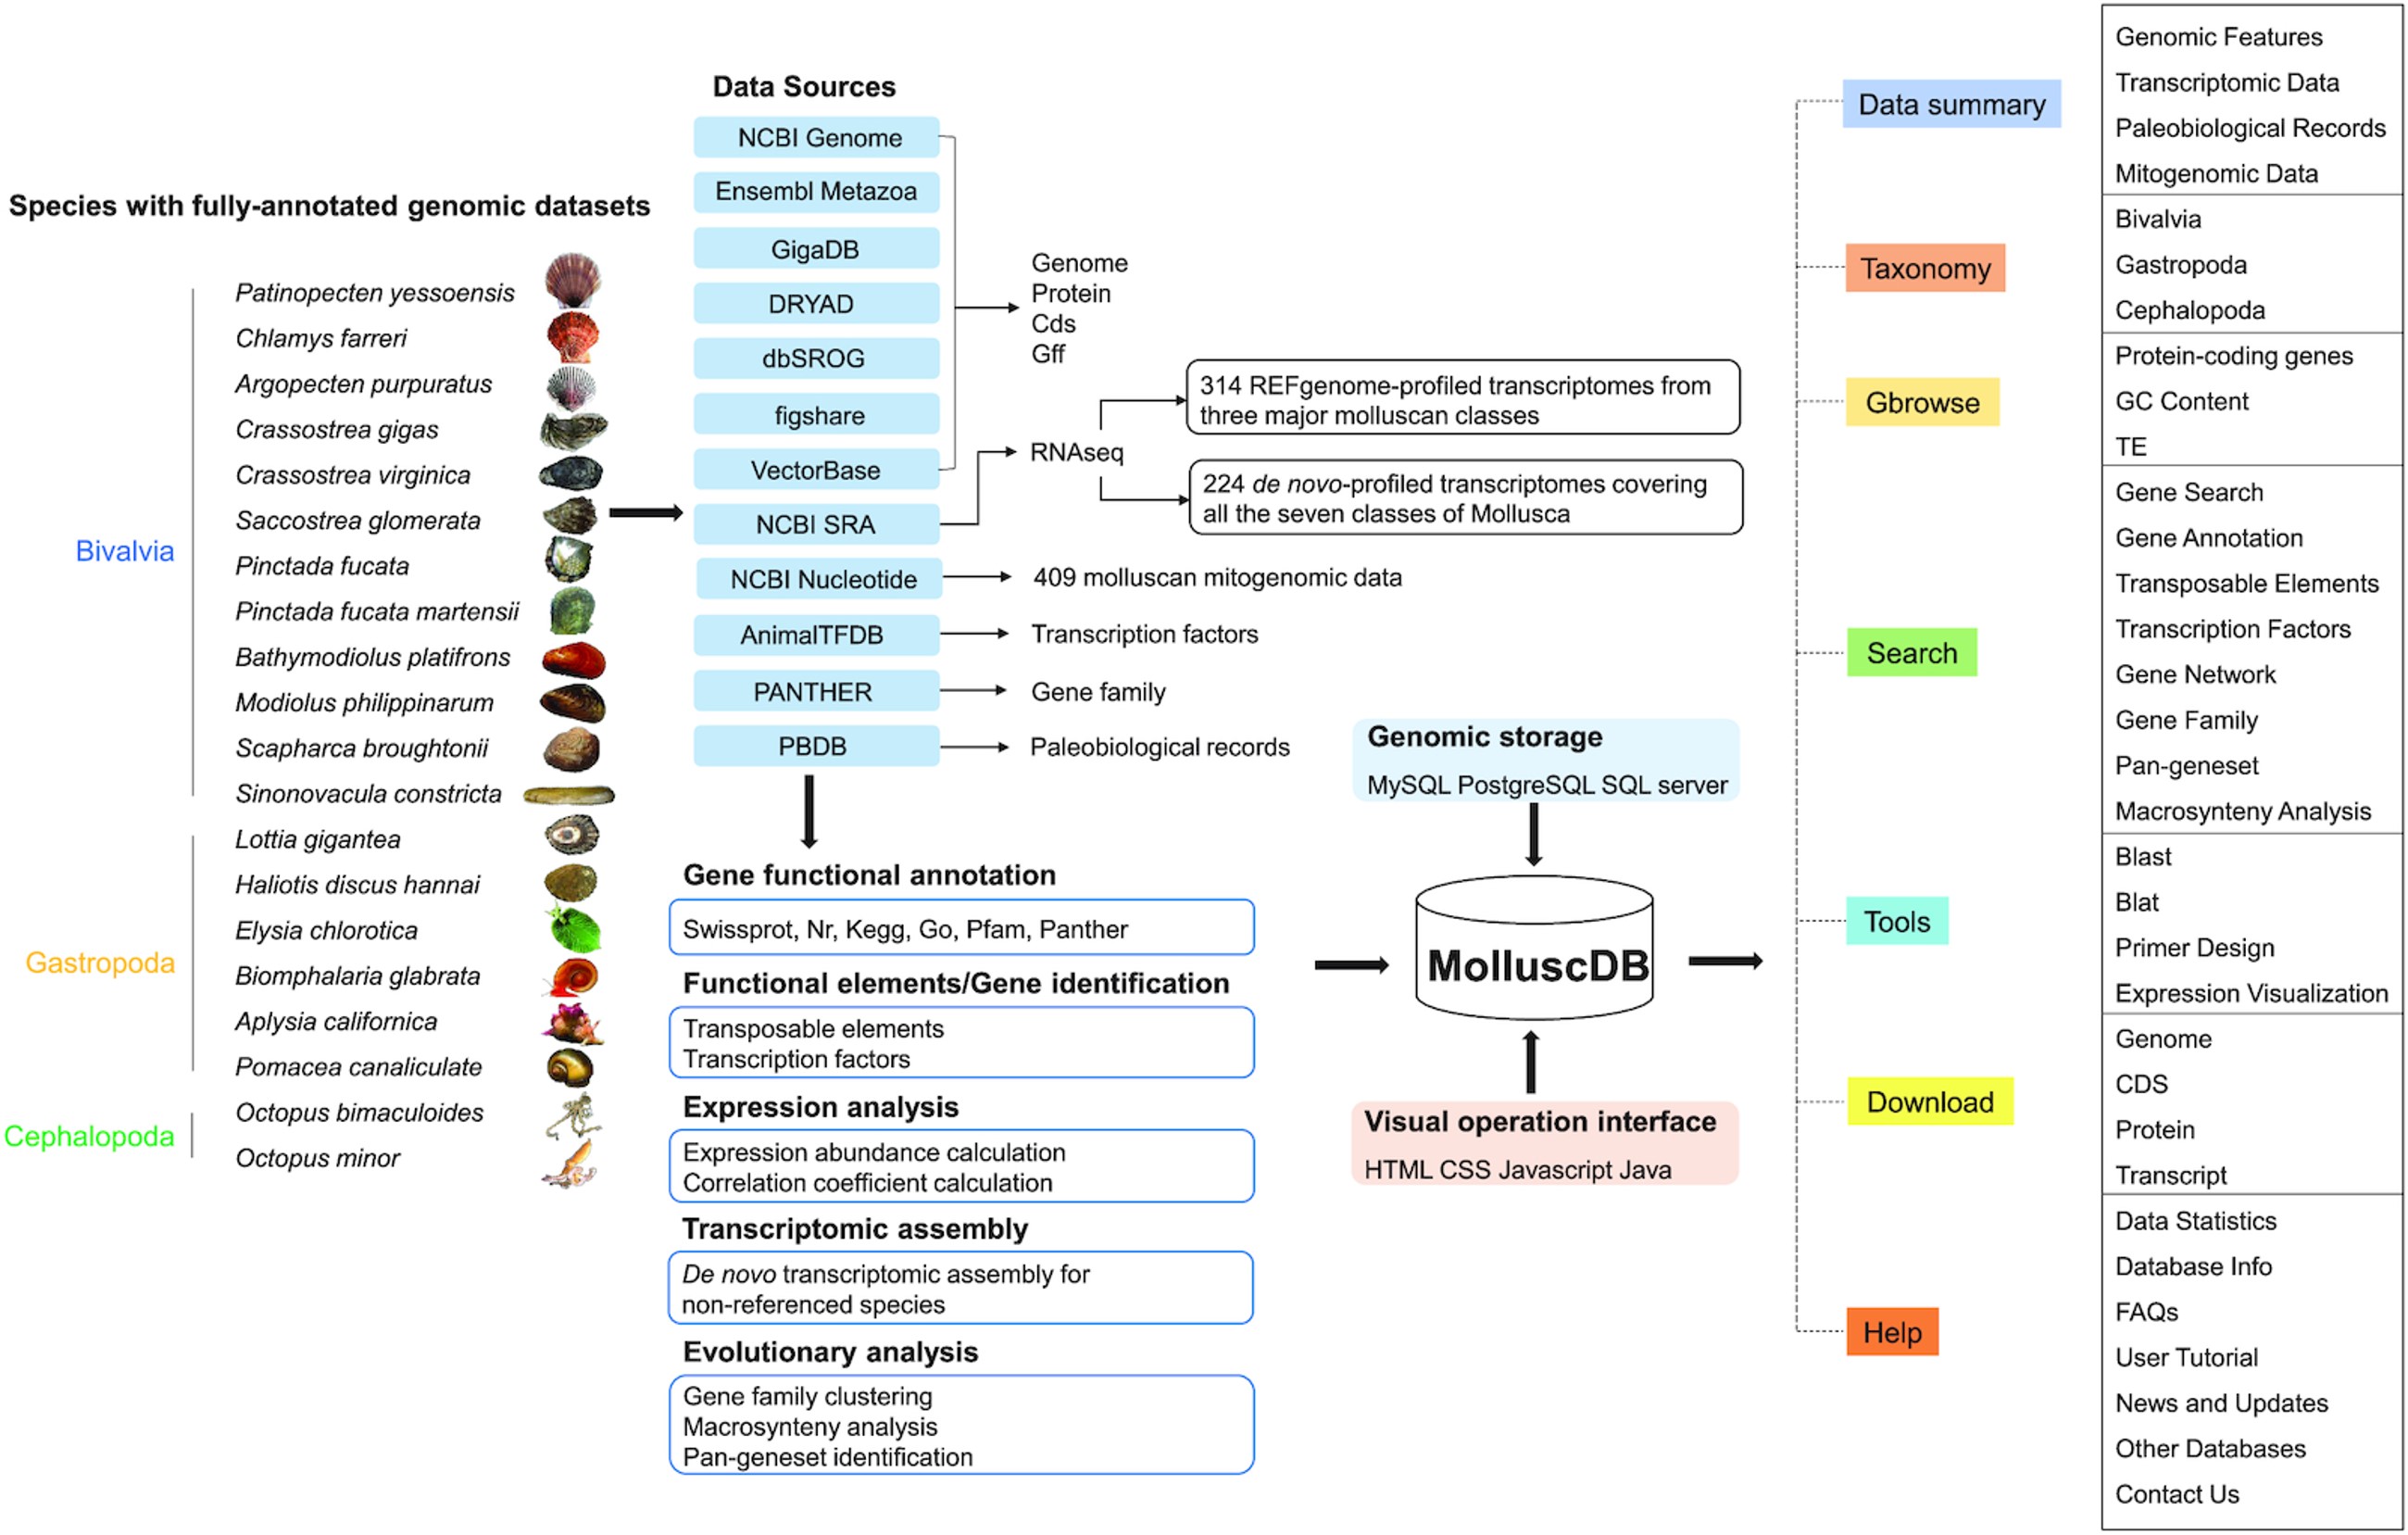 Species with fully-annotated genomic datasets
Bivalvia
Patinopecten yessoensis
Chlamys farreri
Argopecten purpuratus
Crassostrea gigas
Crassostrea virginica
Saccostrea glomerata
Pinctada fucata
Pinctada fucata martensii
Bathymodiolus platifrons
Modiolus philippinarum
Scapharca broughtonii
Sinonovacula constricta
Gastropoda
Lottia gigantea
Haliotis discus hannai
Elysia chlorotica
Biomphalaria glabrata
Aplysia californica
Pomacea canaliculate
Cephalopoda
Octopus bimaculoides
Octopus minor
Data Sources
NCBI Genome
Ensembl Metazoa
GigaDB
DRYAD
dbSROG
figshare
VectorBase
NCBI SRA
NCBI Nucleotide
AnimalTFDB
PANTHER
PBDB
Genome
Protein
Cds
Gff
RNAseq
314 REFgenome-profiled transcriptomes from
three major molluscan classes
224 de novo-profiled transcriptomes covering
all the seven classes of Mollusca
409 molluscan mitogenomic data
Transcription factors
Gene family
Paleobiological records
Gene functional annotation
Swissprot, Nr, Kegg, Go, Pfam, Panther
Functional elements/Gene identification
Transposable elements
Transcription factors
Expression analysis
Expression abundance calculation
Correlation coefficient calculation
Transcriptomic assembly
De novo transcriptomic assembly for
non-referenced species
Evolutionary analysis
Gene family clustering
Macrosynteny analysis
Pan-geneset identification
Genomic storage
MySQL PostgreSQL SQL server
MolluscDB
Visual operation interface
HTML CSS Javascript Java
Data summary
Genomic Features
Transcriptomic Data
Paleobiological Records
Mitogenomic Data
Taxonomy
Bivalvia
Gastropoda
Cephalopoda
Gbrowse
Protein-coding genes
GC Content
TE
Search
Gene Search
Gene Annotation
Transposable Elements
Transcription Factors
Gene Network
Gene Family
Pan-geneset
Macrosynteny Analysis
Tools
Blast
Blat
Primer Design
Expression Visualization
Download
Genome
CDS
Protein
Transcript
Help
Data Statistics
Database Info
FAQs
User Tutorial
News and Updates
Other Databases
Contact Us